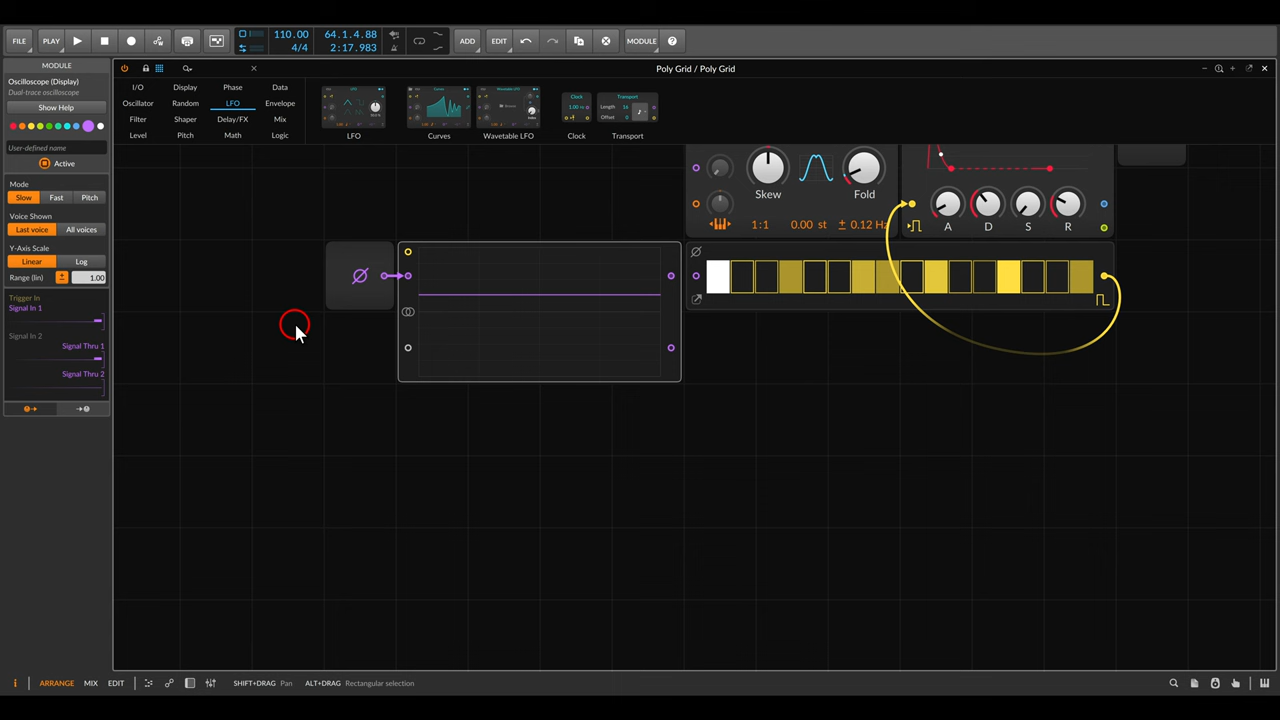 FILE PLAY 110.00 4/4 64.1.4.88 2:17.983 ADD EDIT MODULE
MODULE
Oscilloscope (Display)
Dual-trace oscilloscope
Show Help
User-defined name
Active
Mode
Slow Fast Pitch
Voice Shown
Last voice All voices
Y-Axis Scale
Linear Log
Range (lin) ± 1.00
Trigger In
Signal In 1
Signal In 2
Signal Thru 1
Signal Thru 2
Poly Grid / Poly Grid
I/O Display Phase Data
Oscillator Random LFO Envelope
Filter Shaper Delay/FX Mix
Level Pitch Math Logic
LFO Curves Wavetable LFO Clock Transport
Skew Fold
1:1 0.00 st ± 0.12 Hz
A D S R
ARRANGE MIX EDIT SHIFT+DRAG Pan ALT+DRAG Rectangular selection